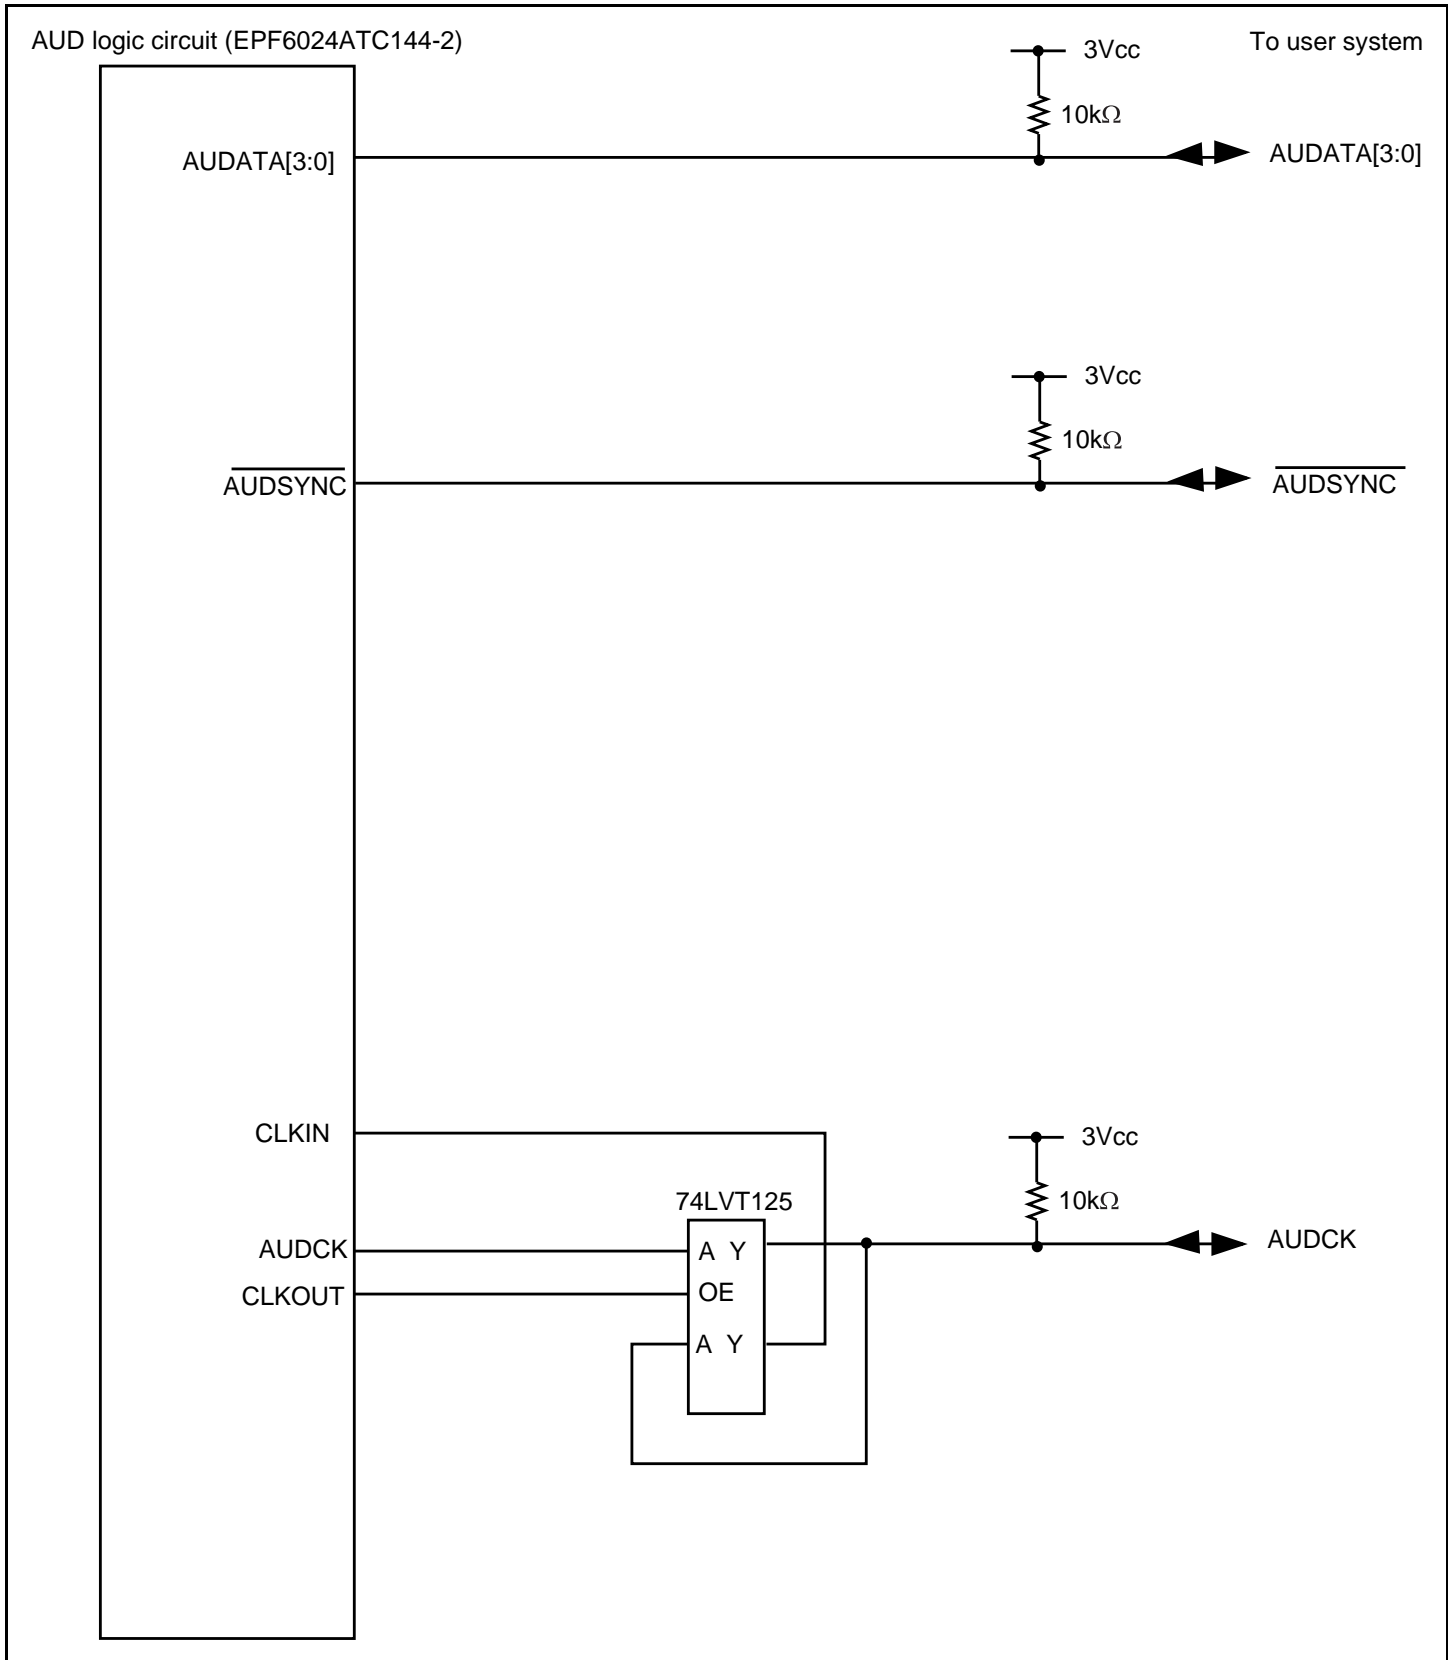 AUD logic circuit (EPF6024ATC144-2)
To user system
3Vcc
10kΩ
AUDATA[3:0]
AUDATA[3:0]
3Vcc
10kΩ
AUDSYNC
AUDSYNC
CLKIN
3Vcc
74LVT125
10kΩ
AUDCK
A Y
AUDCK
CLKOUT
OE
A Y